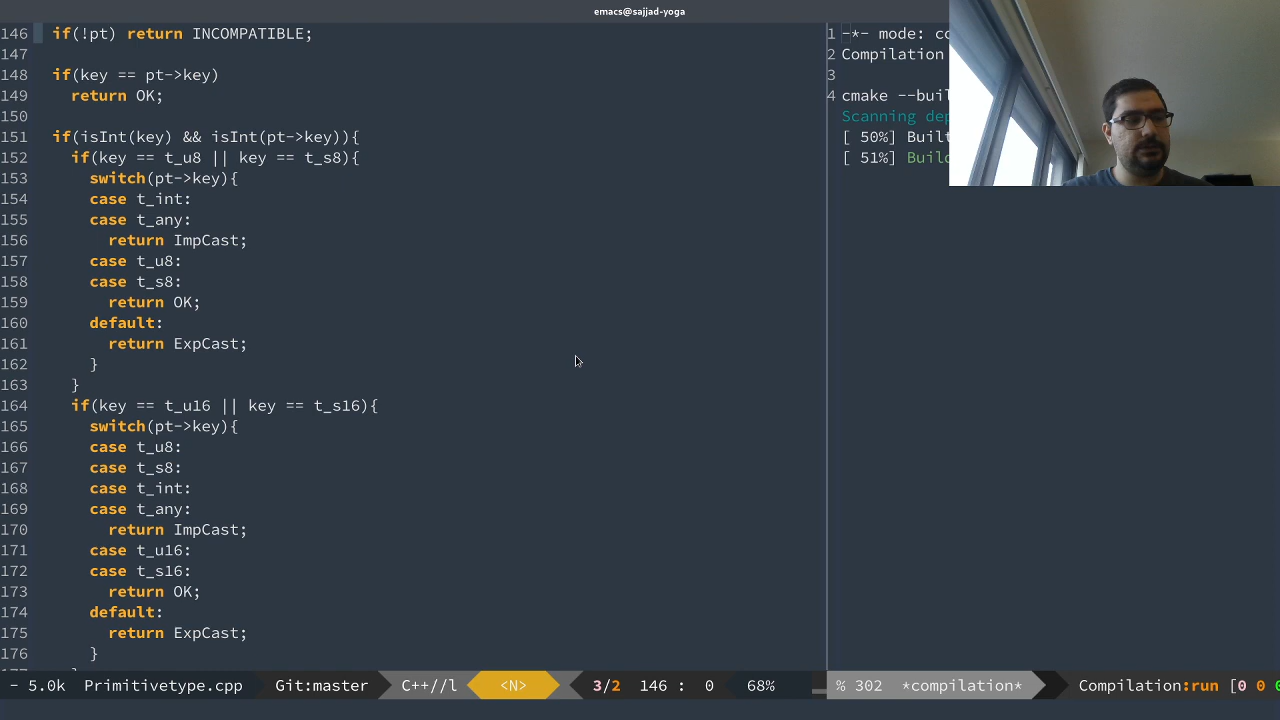 emacs@sajjad-yoga
146 if(!pt) return INCOMPATIBLE;
147
148 if(key == pt->key)
149 return OK;
150
151 if(isInt(key) && isInt(pt->key)){
152 if(key == t_u8 || key == t_s8){
153 switch(pt->key){
154 case t_int:
155 case t_any:
156 return ImpCast;
157 case t_u8:
158 case t_s8:
159 return OK;
160 default:
161 return ExpCast;
162 }
163 }
164 if(key == t_u16 || key == t_s16){
165 switch(pt->key){
166 case t_u8:
167 case t_s8:
168 case t_int:
169 case t_any:
170 return ImpCast;
171 case t_u16:
172 case t_s16:
173 return OK;
174 default:
175 return ExpCast;
176 }
- 5.0k Primitivetype.cpp Git:master C++//l <N> 3/2 146 : 0 68%
1 -*- mode: co
2 Compilation
3
4 cmake --buil
Scanning dep
[ 50%] Built
[ 51%] Build
% 302 *compilation* Compilation:run [0 0 0